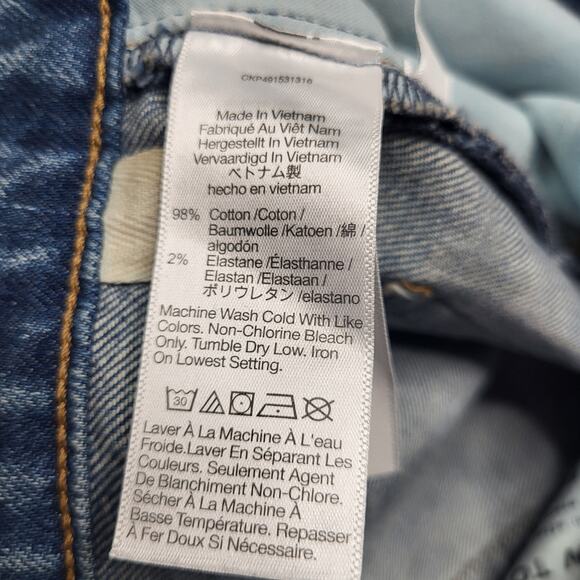 CKP461531316
Made In Vietnam
Fabriqué Au Viêt Nam
Hergestellt In Vietnam
Vervaardigd In Vietnam
ベトナム製
hecho en vietnam
98% Cotton /Coton /
Baumwolle /Katoen /綿 /
algodón
2% Elastane /Élasthanne /
Elastan /Elastaan /
ポリウレタン /elastano
Machine Wash Cold With Like
Colors. Non-Chlorine Bleach
Only. Tumble Dry Low. Iron
On Lowest Setting.
30
Laver À La Machine À L'eau
Froide.Laver En Séparant Les
Couleurs. Seulement Agent
De Blanchiment Non-Chlore.
Sécher À La Machine À
Basse Température. Repasser
À Fer Doux Si Nécessaire.